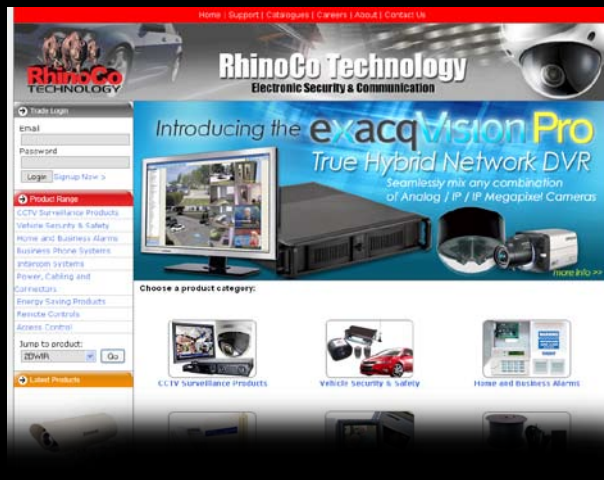 Home | Support | Catalogues | Careers | About | Contact Us
RhinoCo
TECHNOLOGY
RhinoCo Technology
Electronic Security & Communication
Trade Login
Email
Password
Login Signup Now >
Product Range
CCTV Surveillance Products
Vehicle Security & Safety
Home and Business Alarms
Business Phone Systems
Intercom Systems
Power, Cabling and
Connectors
Energy Saving Products
Remote Controls
Access Control
Jump to product:
2DWIR Go
Latest Products
Introducing the exacqVision Pro
True Hybrid Network DVR
Seamlessly mix any combination
of Analog / IP / IP Megapixel Cameras
more info >>
Choose a product category:
CCTV Surveillance Products
Vehicle Security & Safety
Home and Business Alarms